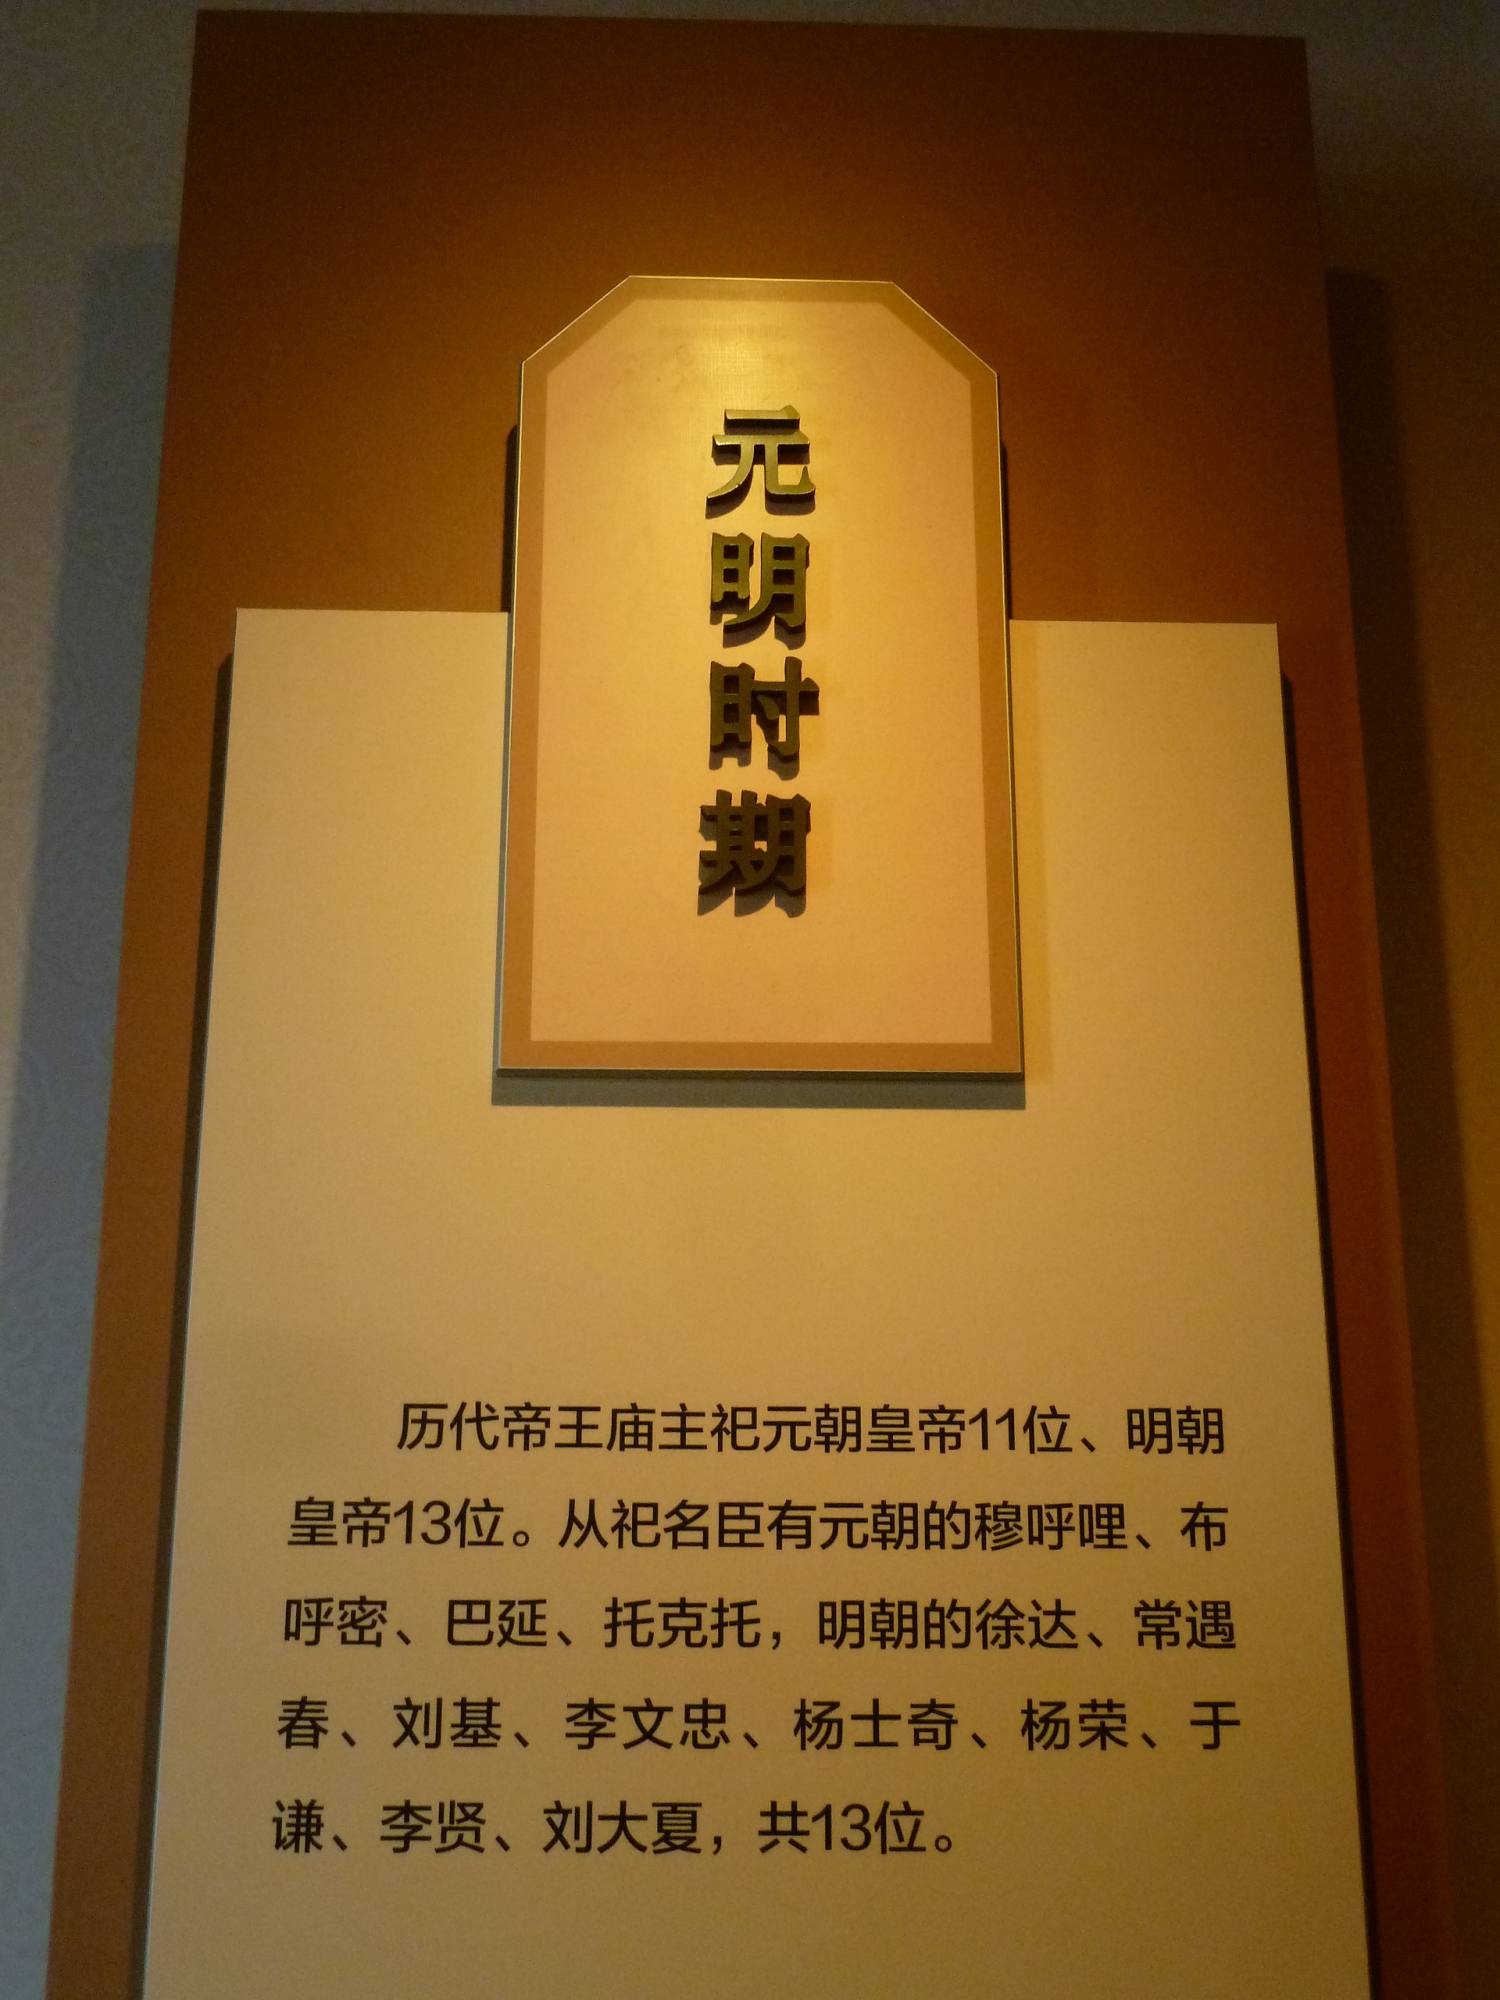 元明时期
历代帝王庙主祀元朝皇帝11位、明朝
皇帝13位。从祀名臣有元朝的穆呼哩、布
呼密、巴延、托克托，明朝的徐达、常遇
春、刘基、李文忠、杨士奇、杨荣、于
谦、李贤、刘大夏，共13位。